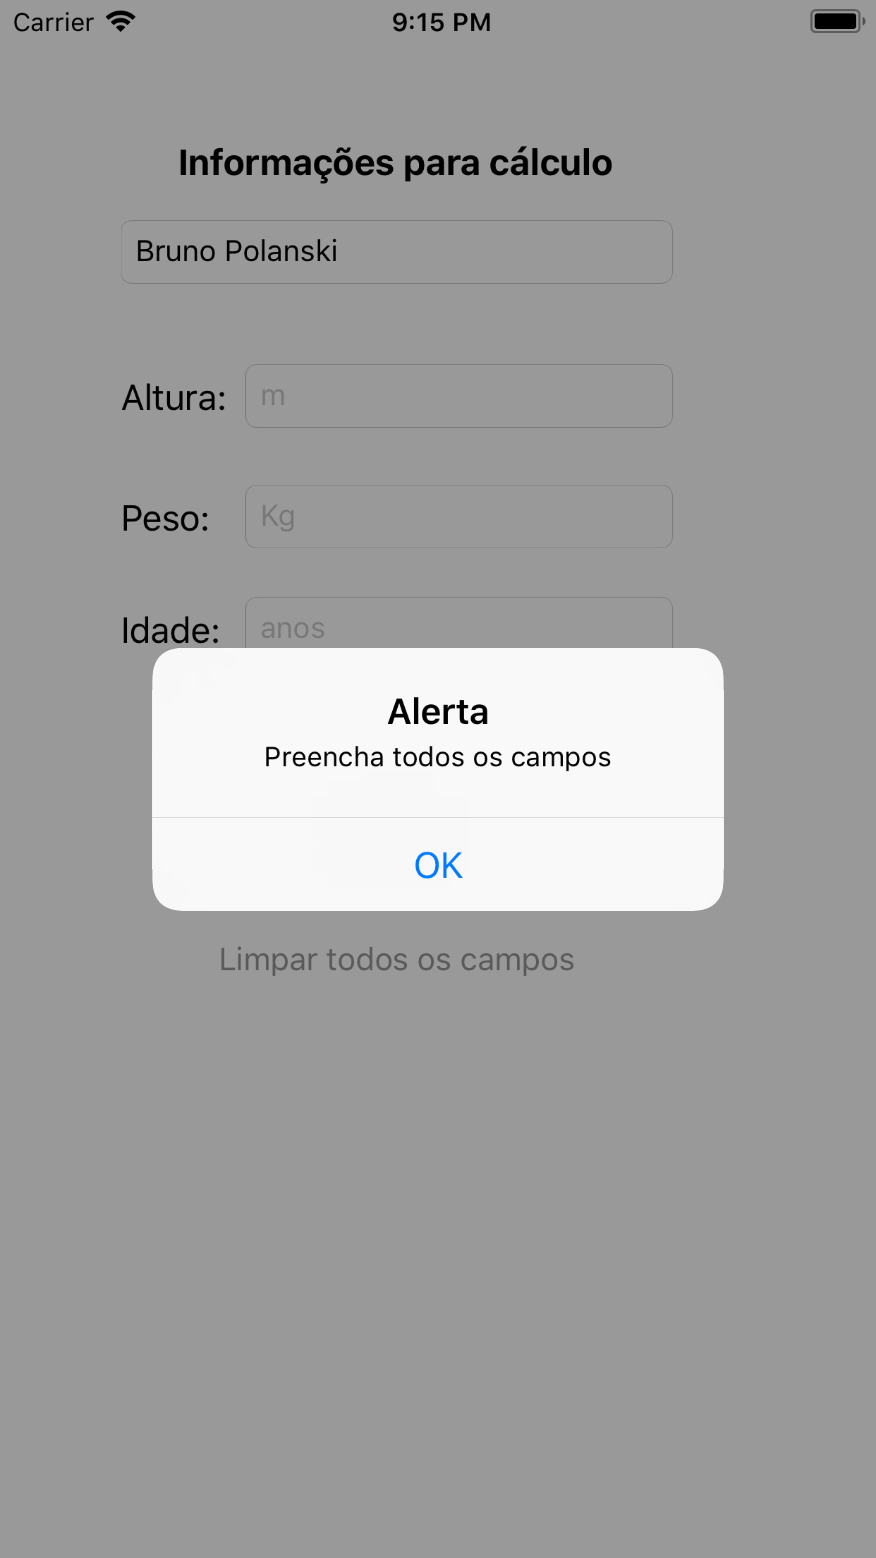 Carrier 9:15 PM
Informações para cálculo
Bruno Polanski
Altura: m
Peso: Kg
Idade: anos
Alerta
Preencha todos os campos
OK
Limpar todos os campos